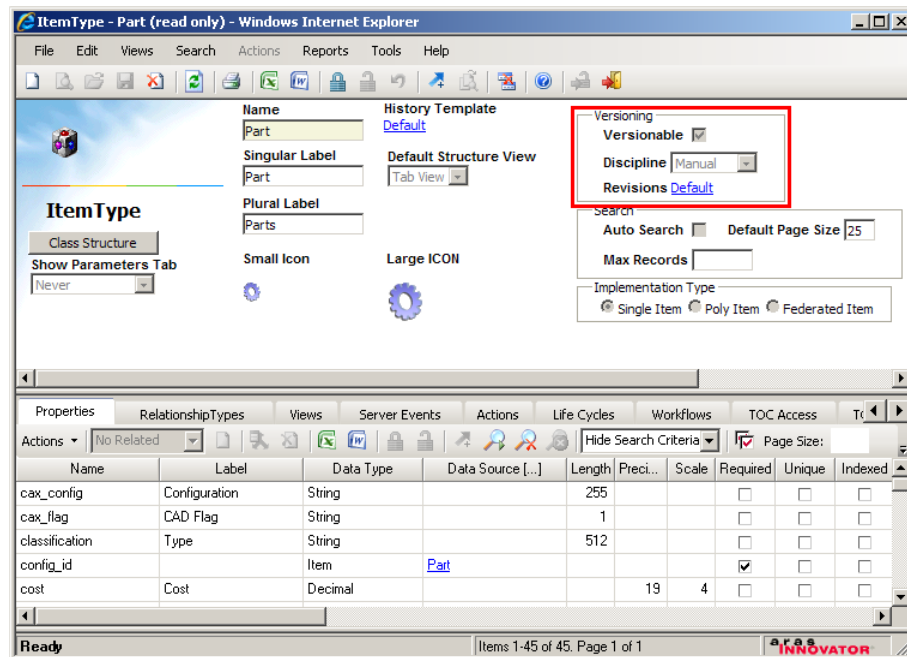 ItemType - Part (read only) - Windows Internet Explorer
File Edit Views Search Actions Reports Tools Help
Name
Part
History Template
Default
Singular Label
Part
Default Structure View
Tab View
Plural Label
Parts
ItemType
Class Structure
Show Parameters Tab
Never
Small Icon
Large ICON
Versioning
Versionable
Discipline Manual
Revisions Default
Search
Auto Search Default Page Size 25
Max Records
Implementation Type
Single Item Poly Item Federated Item
Properties RelationshipTypes Views Server Events Actions Life Cycles Workflows TOC Access
Actions No Related Hide Search Criteria Page Size:
Name Label Data Type Data Source [...] Length Preci... Scale Required Unique Indexed
cax_config Configuration String 255
cax_flag CAD Flag String 1
classification Type String 512
config_id Item Part
cost Cost Decimal 19 4
Ready Items 1-45 of 45. Page 1 of 1 aras INNOVATOR